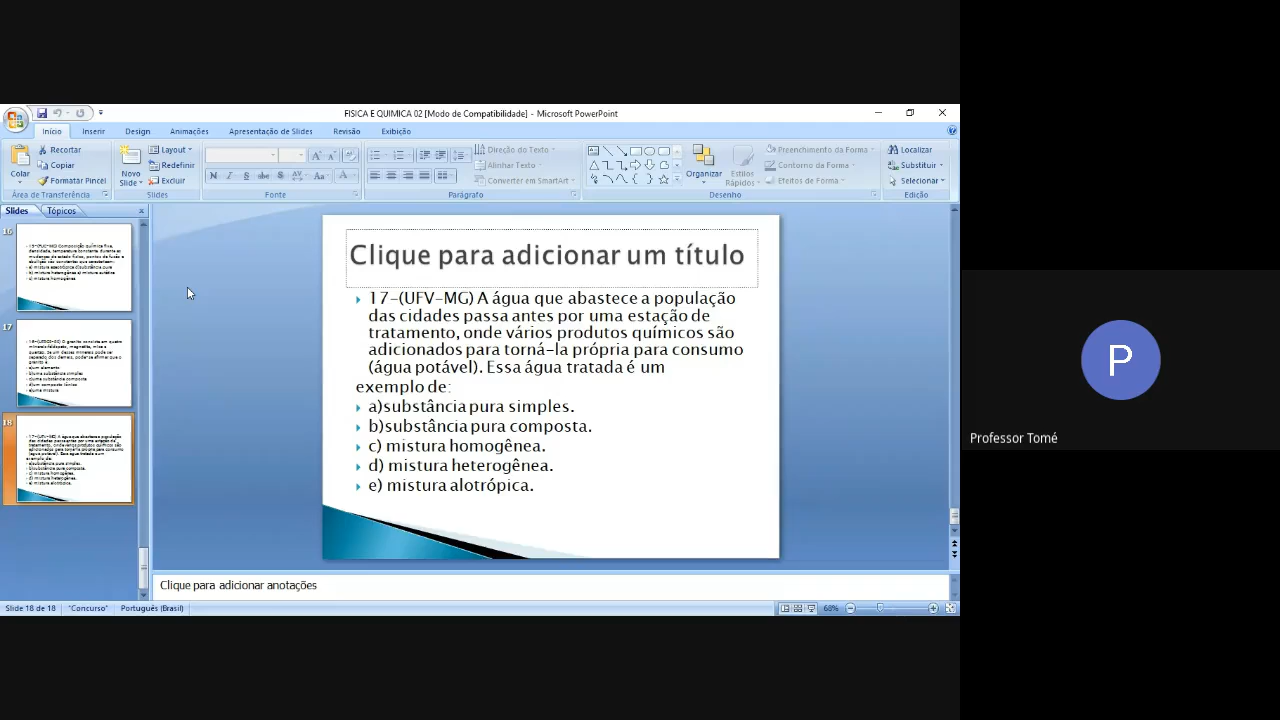 FISICA E QUIMICA 02 [Modo de Compatibilidade] - Microsoft PowerPoint
Início Inserir Design Animações Apresentação de Slides Revisão Exibição
Colar
Recortar
Copiar
Formatar Pincel
Área de Transferência
Novo Slide
Layout
Redefinir
Excluir
Slides
Fonte
Direção do Texto
Alinhar Texto
Converter em SmartArt
Parágrafo
Organizar
Estilos Rápidos
Preenchimento da Forma
Contorno da Forma
Efeitos de Forma
Desenho
Localizar
Substituir
Selecionar
Edição
Slides Tópicos
16
17
18
Clique para adicionar um título
17-(UFV-MG) A água que abastece a população
das cidades passa antes por uma estação de
tratamento, onde vários produtos químicos são
adicionados para torná-la própria para consumo
(água potável). Essa água tratada é um
exemplo de:
a)substância pura simples.
b)substância pura composta.
c) mistura homogênea.
d) mistura heterogênea.
e) mistura alotrópica.
Clique para adicionar anotações
Slide 18 de 18 "Concurso" Português (Brasil) 68%
P
Professor Tomé